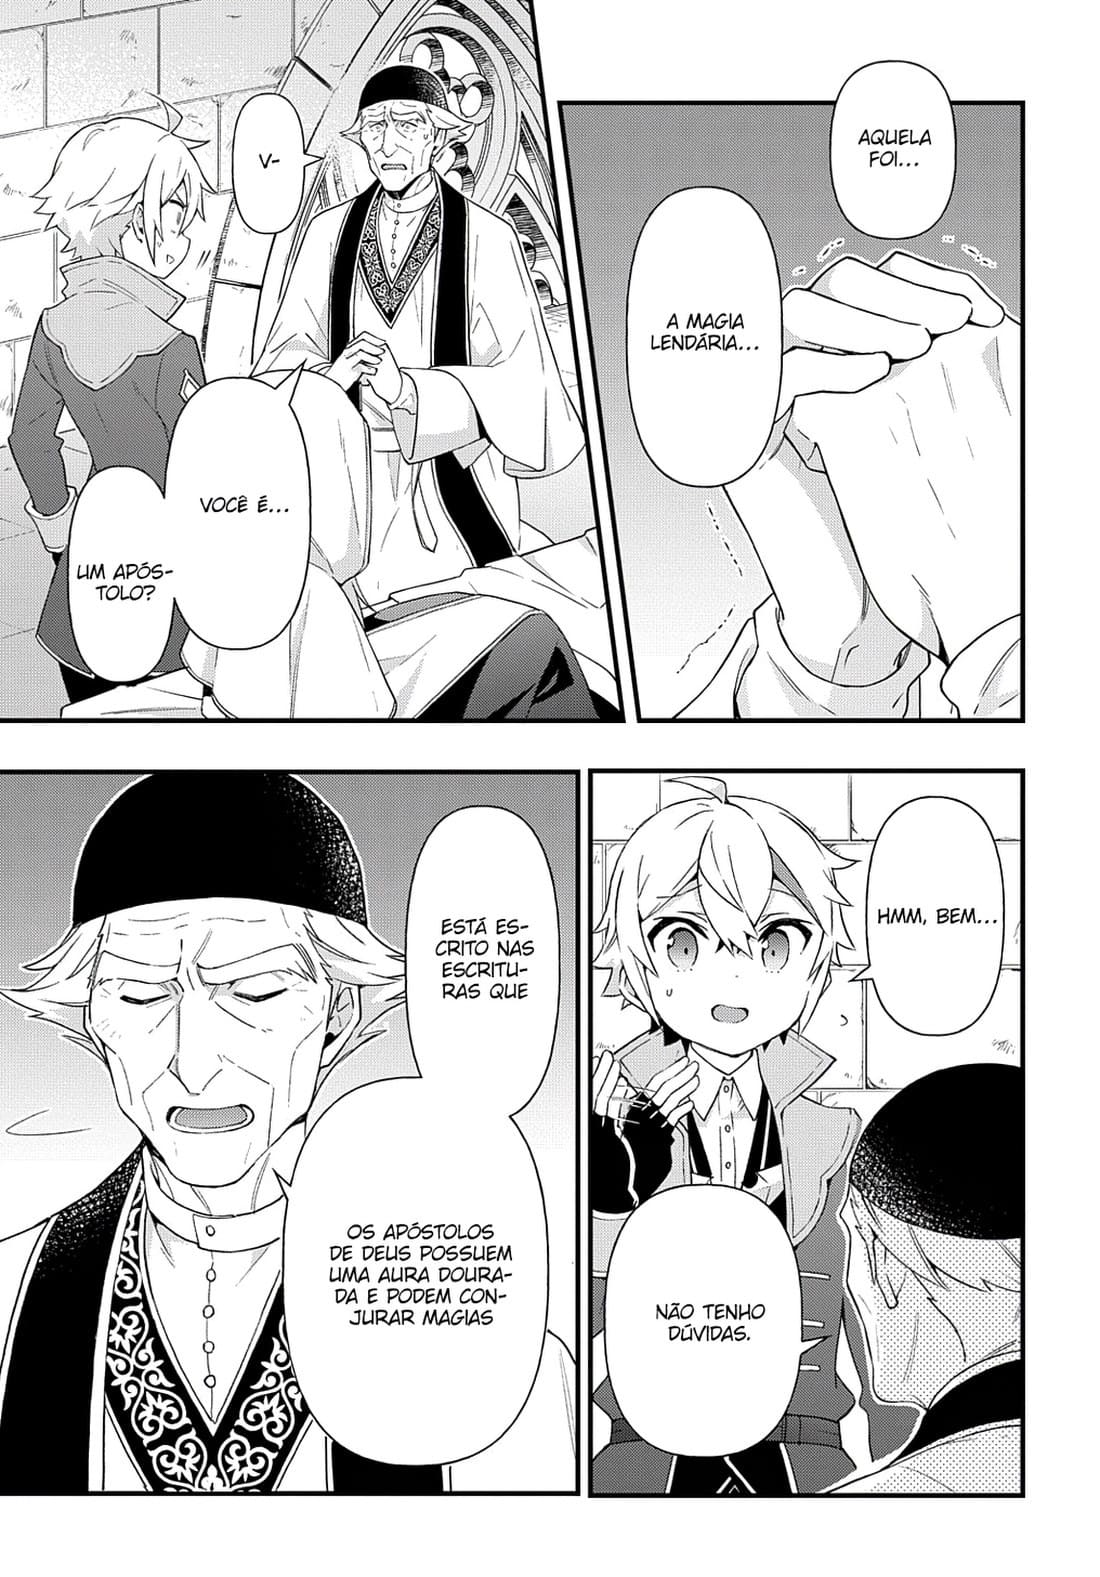 AQUELA
FOI...
A MAGIA
LENDÁRIA...
V-
VOCÊ É...
UM APÓS-
TOLO?
HMM, BEM...
NÃO TENHO
DÚVIDAS.
ESTÁ ES-
CRITO NAS
ESCRITU-
RAS QUE
OS APÓSTOLOS
DE DEUS POSSUEM
UMA AURA DOURA-
DA E PODEM CON-
JURAR MAGIAS